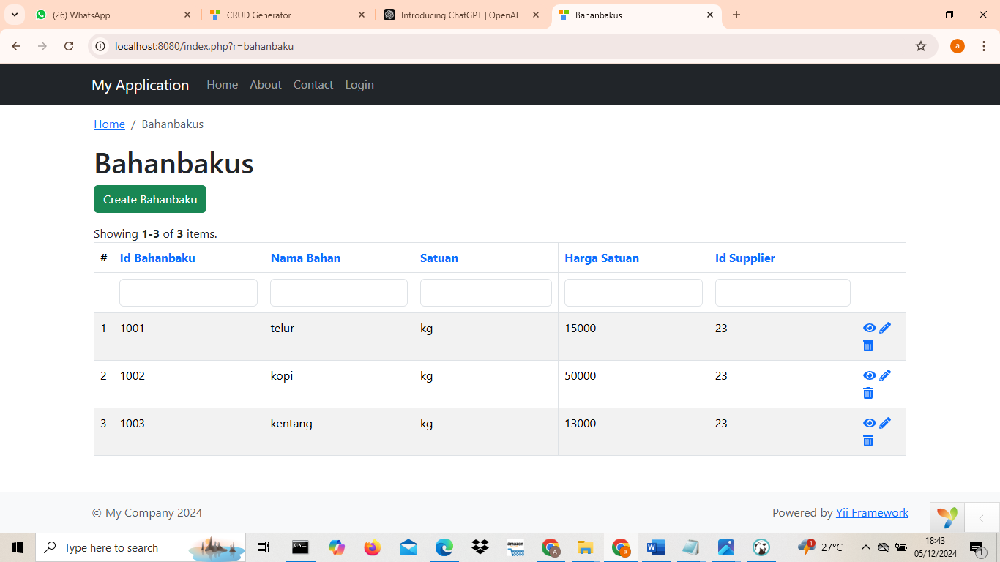 (26) WhatsApp
CRUD Generator
Introducing ChatGPT | OpenAI
Bahanbakus
localhost:8080/index.php?r=bahanbaku
a
My Application Home About Contact Login
Home / Bahanbakus
Bahanbakus
Create Bahanbaku
Showing 1-3 of 3 items.
# Id Bahanbaku Nama Bahan Satuan Harga Satuan Id Supplier
1 1001 telur kg 15000 23
2 1002 kopi kg 50000 23
3 1003 kentang kg 13000 23
© My Company 2024 Powered by Yii Framework
Type here to search
amazon
A
a
W
1
27°C
18:43
05/12/2024
1